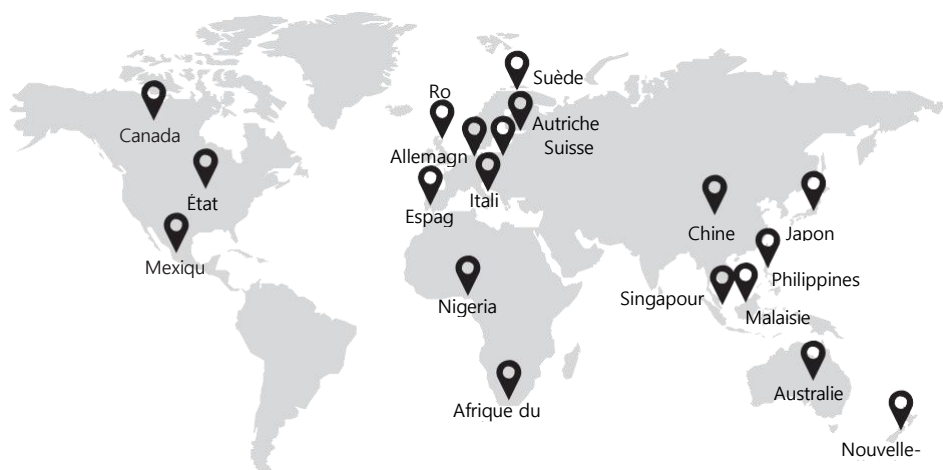 Suède
Ro
Canada
Autriche
Suisse
Allemagn
État
Itali
Espag
Chine
Japon
Mexiqu
Philippines
Singapour
Nigeria
Malaisie
Australie
Afrique du
Nouvelle-